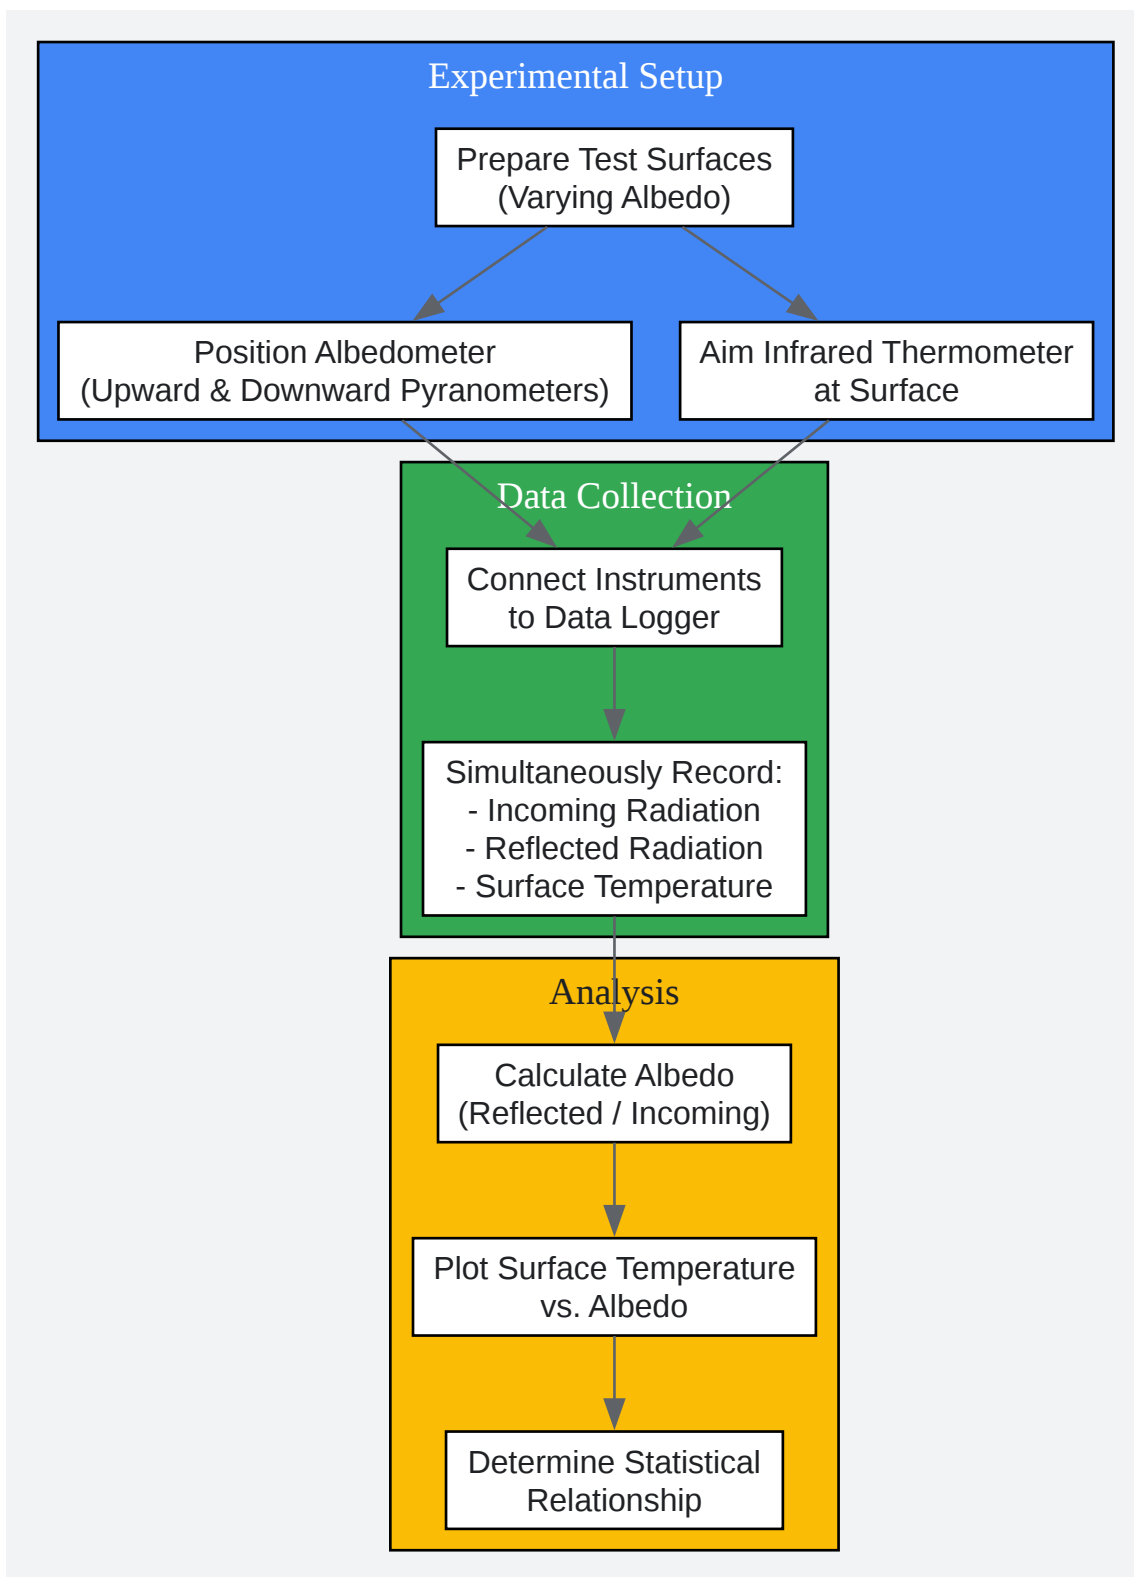 Experimental Setup
Prepare Test Surfaces
(Varying Albedo)
Position Albedometer
(Upward & Downward Pyranometers)
Aim Infrared Thermometer
at Surface
Data Collection
Connect Instruments
to Data Logger
Simultaneously Record:
- Incoming Radiation
- Reflected Radiation
- Surface Temperature
Analysis
Calculate Albedo
(Reflected / Incoming)
Plot Surface Temperature
vs. Albedo
Determine Statistical
Relationship